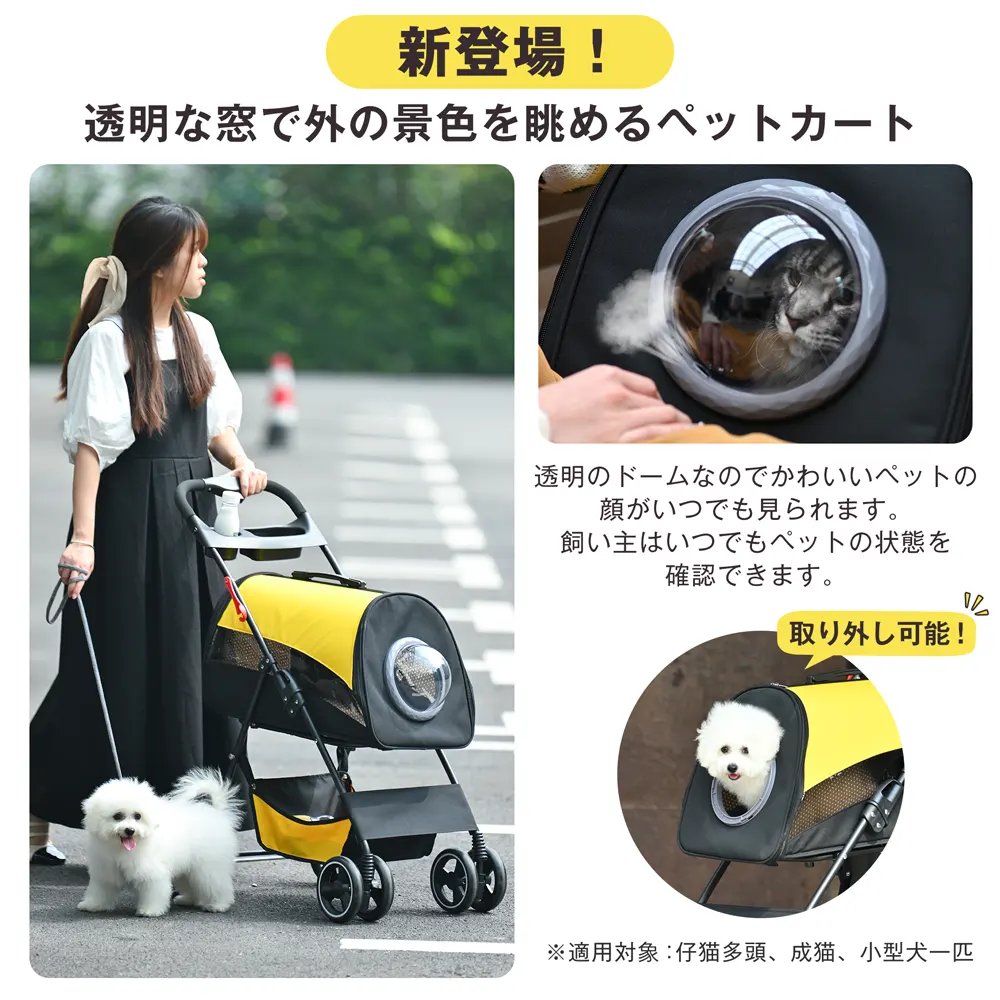 新登場！
透明な窓で外の景色を眺めるペットカート
透明のドームなのでかわいいペットの
顔がいつでも見られます。
飼い主はいつでもペットの状態を
確認できます。
取り外し可能！
※適用対象：仔猫多頭、成猫、小型犬一匹